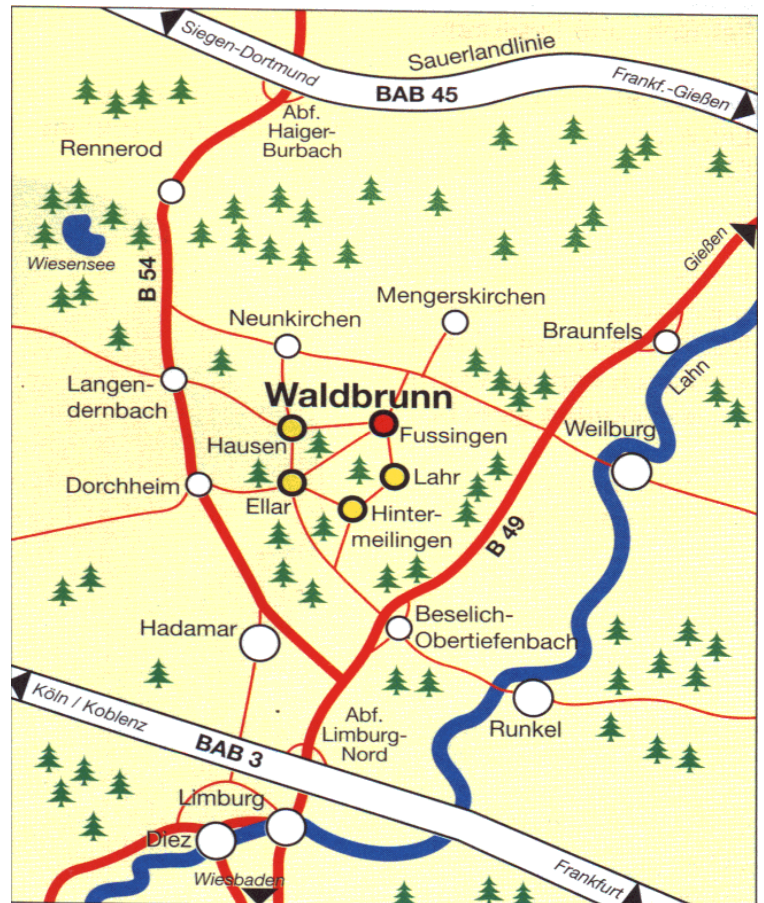 Siegen-Dortmund
Sauerlandlinie
BAB 45
Frankf.-Gießen
Abf.
Haiger-
Burbach
Rennerod
Wiesensee
B 54
Gießen
Mengerskirchen
Neunkirchen
Braunfels
Lahn
Langen-
dernbach
Waldbrunn
Hausen
Fussingen
Weilburg
Dorchheim
Ellar
Lahr
Hinter-
meilingen
B 49
Hadamar
Beselich-
Obertiefenbach
Köln / Koblenz
Runkel
BAB 3
Abf.
Limburg-
Nord
Limburg
Diez
Wiesbaden
Frankfurt